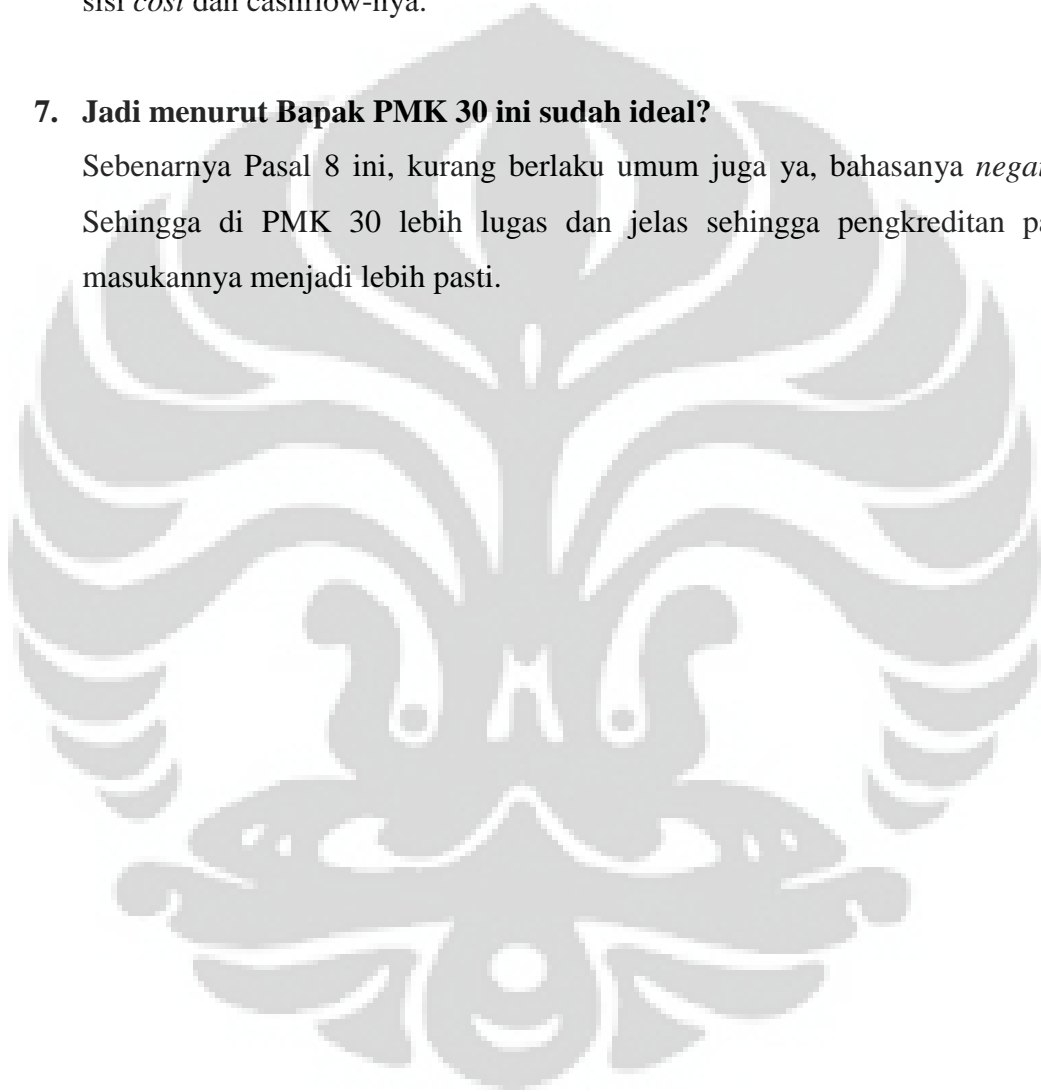 sisi cost dan cashflow-nya.
7. Jadi menurut Bapak PMK 30 ini sudah ideal?
Sebenarnya Pasal 8 ini, kurang berlaku umum juga ya, bahasanya
Sehingga di PMK 30 lebih lugas dan jelas sehingga pengkreditan
masukannya menjadi lebih pasti.